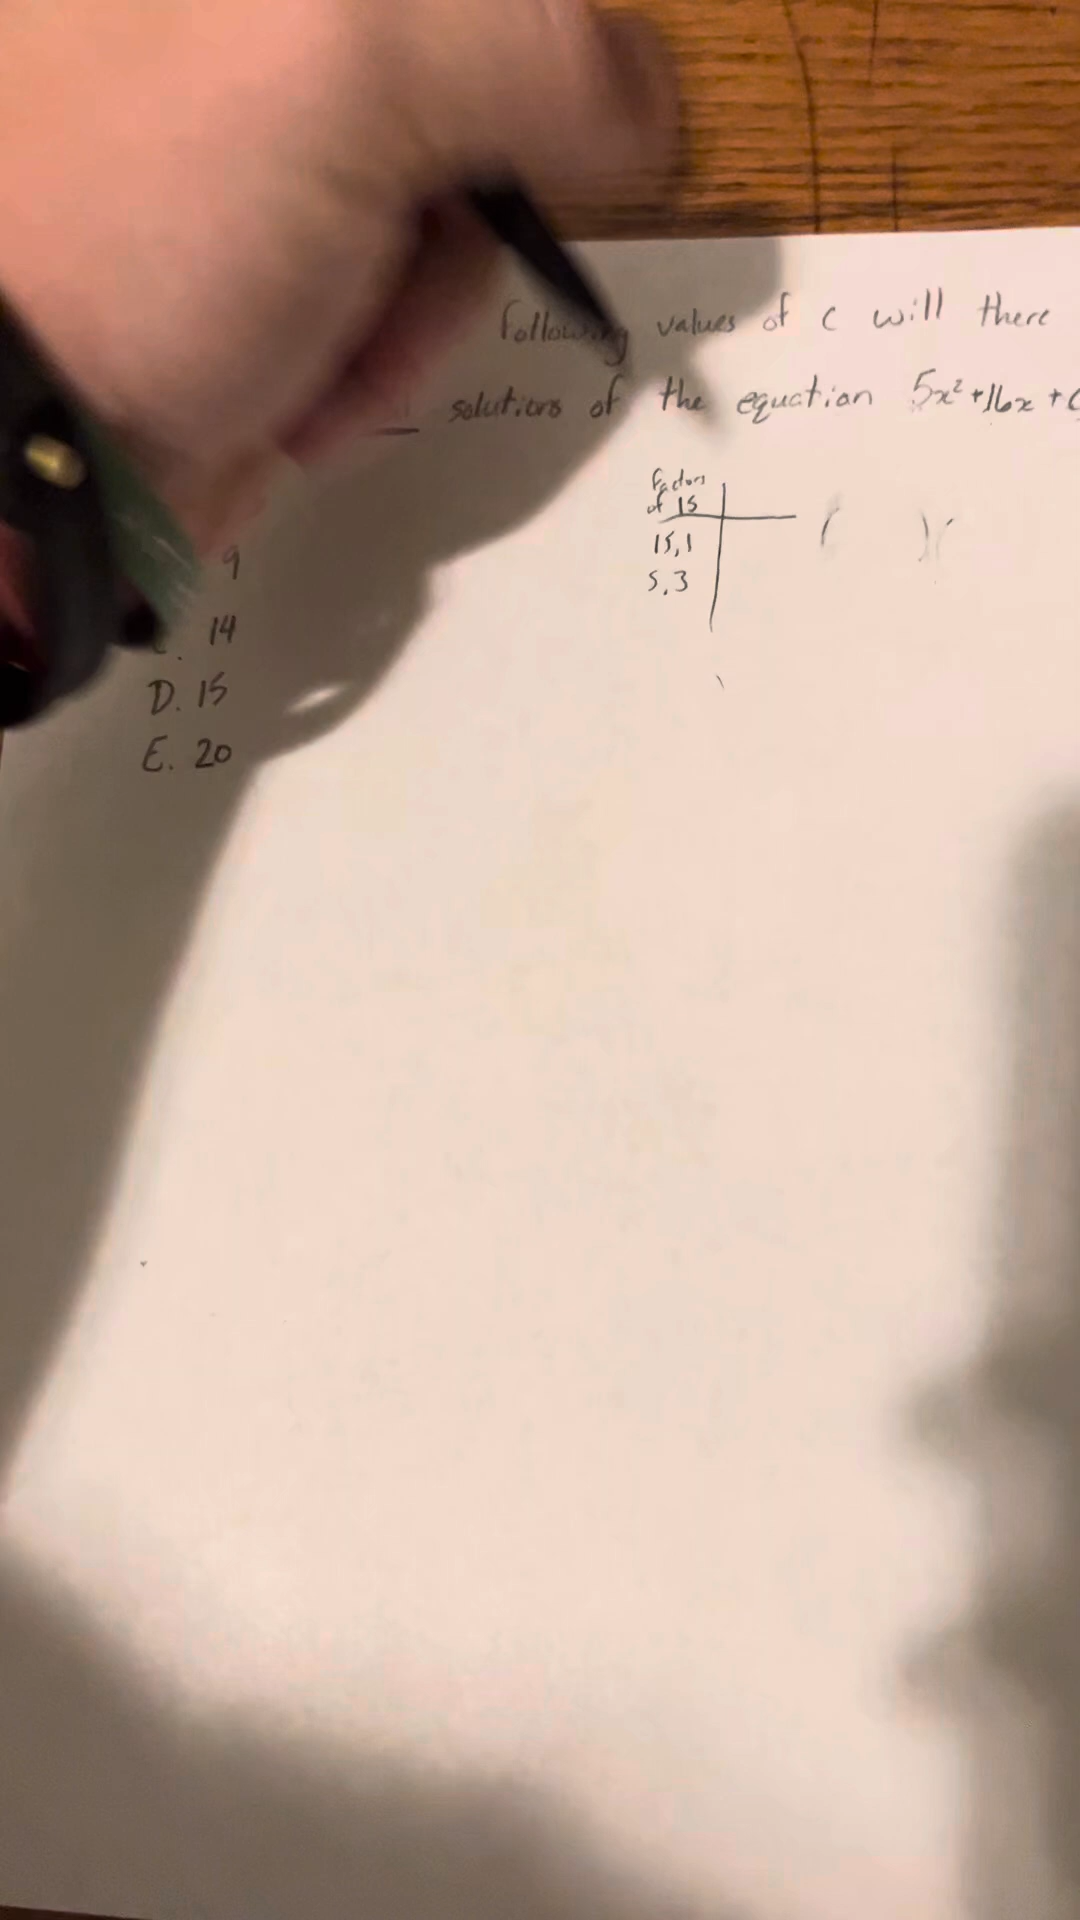 following values of c will there
solutions of the equation 5x² + 16x + c
factors
of 15
15,1
5,3
( )(
9
14
D. 15
E. 20